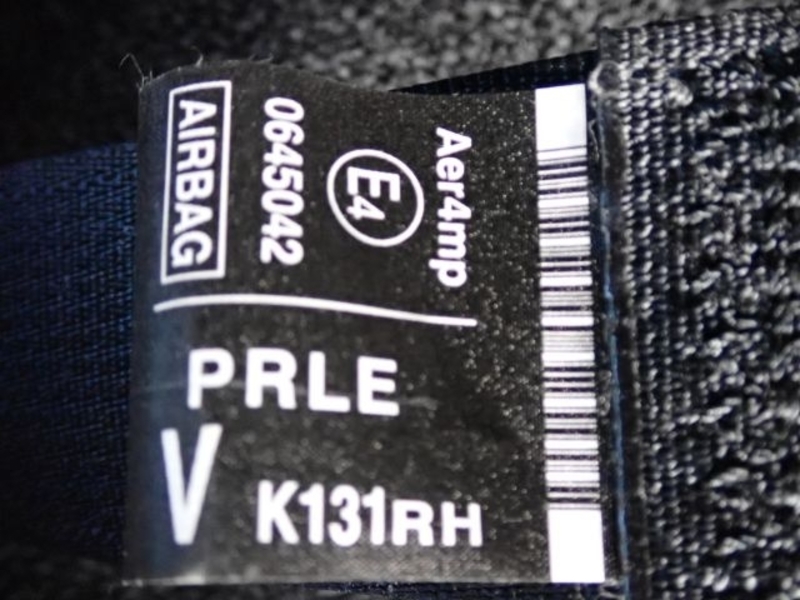 Aer4mp
E4
0645042
AIRBAG
PRLE
V
K131RH